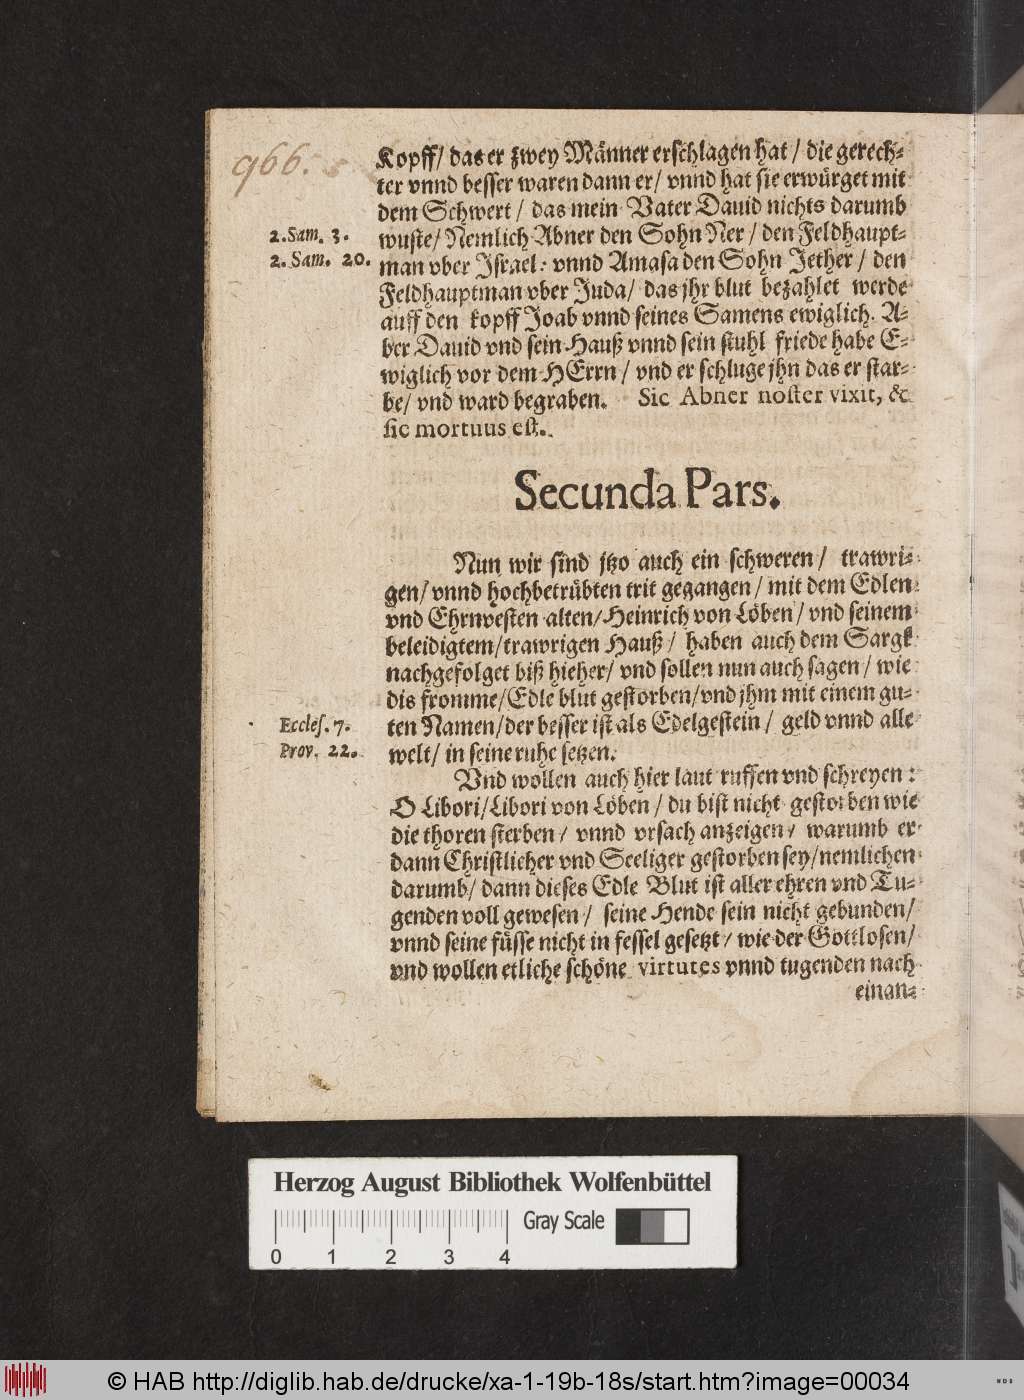 966.
Kopff/ das er zwey Männer erschlagen hat/ die gerech-
ter vnnd besser waren dann er/ vnnd hat sie erwürget mit
dem Schwert/ das mein Vater Dauid nichts darumb
2. Sam. 3.
wuste/ Nemlich Abner den Sohn Ner/ den Feldhaupt-
2. Sam. 20.
man vber Israel: vnnd Amasa den Sohn Jether/ den
Feldhauptman vber Juda/ das jhr blut bezahlet werde
auff den kopff Joab vnnd seines Samens ewiglich. A-
ber Dauid vnd sein Hauß vnnd sein stuhl friede habe E-
wiglich vor dem HErrn/ vnd er schluge jhn das er star-
be/ vnd ward begraben. Sic Abner noster vixit, &
sic mortuus est.
Secunda Pars.
Nun wir sind jtzo auch ein schweren/ trawri-
gen/ vnnd hochbetrübten trit gegangen/ mit dem Edlen
vnd Ehrnvesten alten/ Heinrich von Löben/ vnd seinem
beleidigtem/ trawrigen Hauß/ haben auch dem Sargk
nachgefolget biß hieher/ vnd sollen nun auch sagen/ wie
dis fromme/ Edle blut gestorben/ vnd jhm mit einem gu-
Eccles. 7.
ten Namen/ der besser ist als Edelgestein/ geld vnnd alle
Prov. 22.
welt/ in seine ruhe setzen.
Vnd wollen auch hier laut ruffen vnd schreyen:
O Libori/ Libori von Löben/ du bist nicht gestorben wie
die thoren sterben/ vnnd vrsach anzeigen/ warumb er
dann Christlicher vnd Seeliger gestorben sey/ nemlichen
darumb/ dann dieses Edle Blut ist aller ehren vnd Tu-
genden voll gewesen/ seine Hende sein nicht gebunden/
vnnd seine füsse nicht in fessel gesetzt/ wie der Gottlosen/
vnd wollen etliche schöne virtutes vnnd tugenden nach
einan-
Herzog August Bibliothek Wolfenbüttel
Gray Scale
0 1 2 3 4
© HAB http://diglib.hab.de/drucke/xa-1-19b-18s/start.htm?image=00034